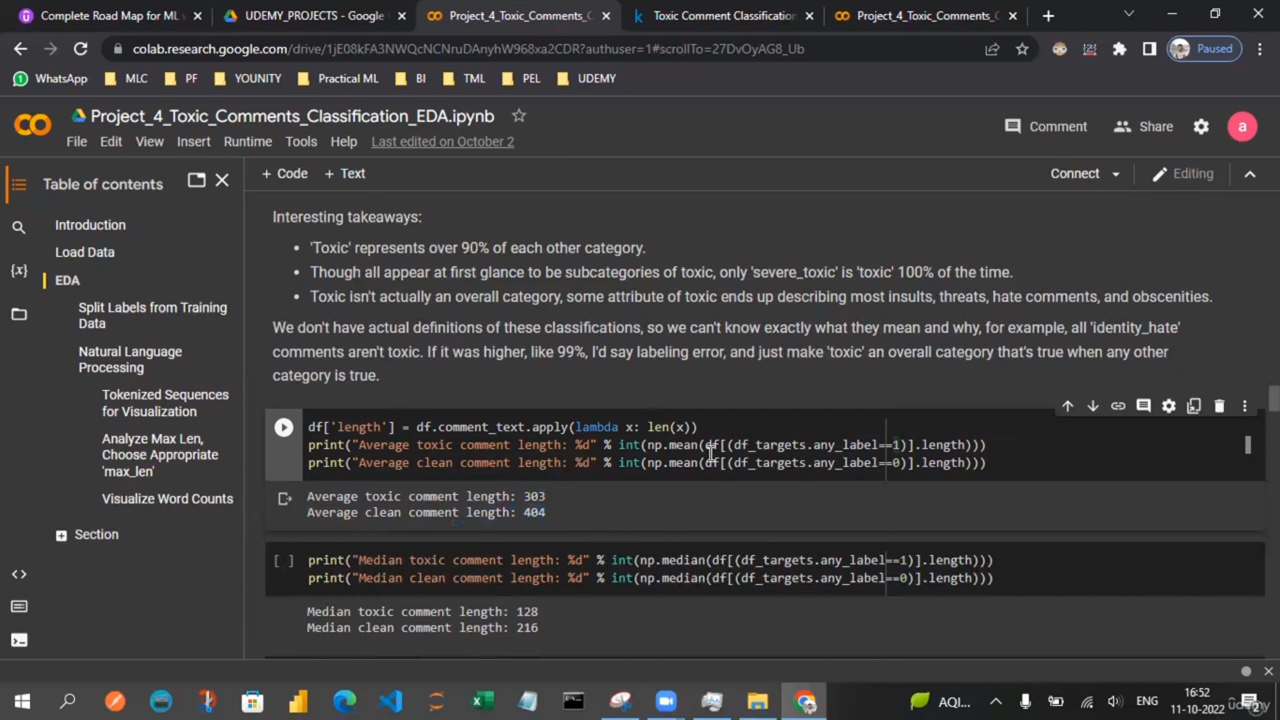 Complete Road Map for ML w
UDEMY_PROJECTS - Google D
Project_4_Toxic_Comments_C
Toxic Comment Classification
Project_4_Toxic_Comments_C
colab.research.google.com/drive/1jE08kFA3NWQcNCNruDAnyhW968xa2CDR?authuser=1#scrollTo=27DvOyAG8_Ub
Paused
WhatsApp
MLC
PF
YOUNITY
Practical ML
BI
TML
PEL
UDEMY
Project_4_Toxic_Comments_Classification_EDA.ipynb
File
Edit
View
Insert
Runtime
Tools
Help
Last edited on October 2
Comment
Share
a
Table of contents
+ Code
+ Text
Connect
Editing
Introduction
Load Data
EDA
Split Labels from Training
Data
Natural Language
Processing
Tokenized Sequences
for Visualization
Analyze Max Len,
Choose Appropriate
'max_len'
Visualize Word Counts
Section
Interesting takeaways:
• 'Toxic' represents over 90% of each other category.
• Though all appear at first glance to be subcategories of toxic, only 'severe_toxic' is 'toxic' 100% of the time.
• Toxic isn't actually an overall category, some attribute of toxic ends up describing most insults, threats, hate comments, and obscenities.
We don't have actual definitions of these classifications, so we can't know exactly what they mean and why, for example, all 'identity_hate'
comments aren't toxic. If it was higher, like 99%, I'd say labeling error, and just make 'toxic' an overall category that's true when any other
category is true.
df['length'] = df.comment_text.apply(lambda x: len(x))
print("Average toxic comment length: %d" % int(np.mean(df[(df_targets.any_label==1)].length)))
print("Average clean comment length: %d" % int(np.mean(df[(df_targets.any_label==0)].length)))
Average toxic comment length: 303
Average clean comment length: 404
[ ]
print("Median toxic comment length: %d" % int(np.median(df[(df_targets.any_label==1)].length)))
print("Median clean comment length: %d" % int(np.median(df[(df_targets.any_label==0)].length)))
Median toxic comment length: 128
Median clean comment length: 216
AQI...
ENG
16:52
11-10-2022